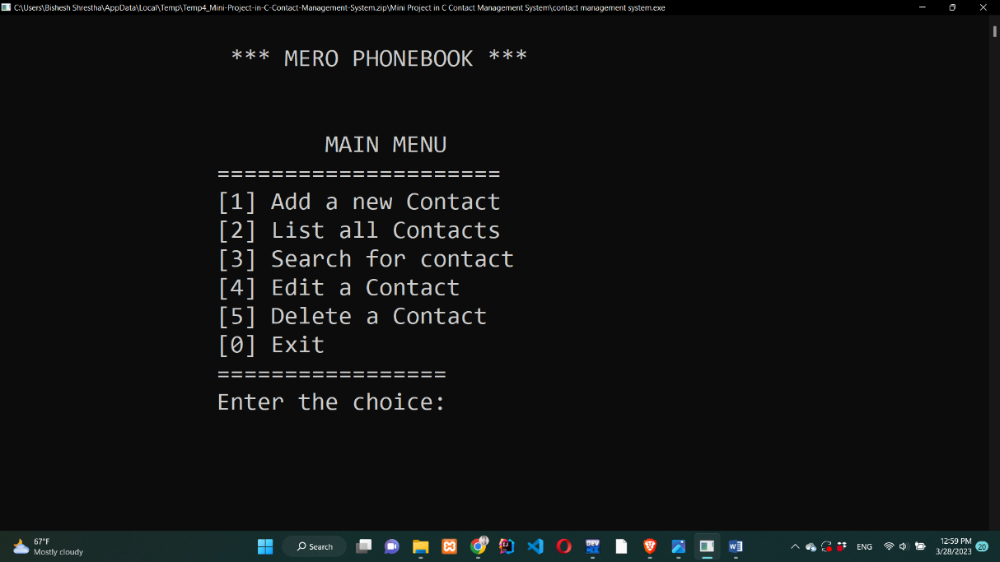 C:\Users\Bishesh Shrestha\AppData\Local\Temp\Temp4_Mini-Project-in-C-Contact-Management-System.zip\Mini Project in C Contact Management System\contact management system.exe
*** MERO PHONEBOOK ***
MAIN MENU
=====================
[1] Add a new Contact
[2] List all Contacts
[3] Search for contact
[4] Edit a Contact
[5] Delete a Contact
[0] Exit
=================
Enter the choice:
67°F
Mostly cloudy
Search
DEV
W
ENG
12:59 PM
3/28/2023
20